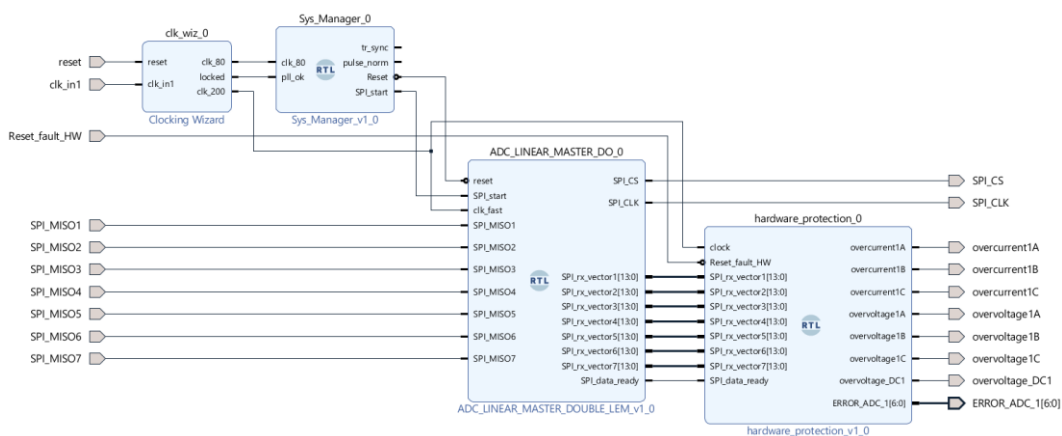 Sys_Manager_0
clk_wiz_0
tr_sync
reset
reset
clk_80
clk_80
pulse_norm
locked
pll_ok
RTL
Reset
clk_in1
clk_in1
clk_200
SPI_start
Clocking Wizard
Sys_Manager_v1_0
Reset_fault_HW
ADC_LINEAR_MASTER_DO_0
reset
SPI_CS
SPI_CS
SPI_start
SPI_CLK
SPI_CLK
clk_fast
SPI_MISO1
SPI_MISO1
hardware_protection_0
SPI_MISO2
SPI_MISO2
clock
overcurrent1A
overcurrent1A
Reset_fault_HW
SPI_MISO3
SPI_MISO3
overcurrent1B
overcurrent1B
RTL
SPI_rx_vector1[13:0]
SPI_rx_vector1[13:0]
SPI_MISO4
SPI_MISO4
SPI_rx_vector2[13:0]
SPI_rx_vector2[13:0]
overcurrent1C
overcurrent1C
SPI_rx_vector3[13:0]
SPI_rx_vector3[13:0]
SPI_MISO5
SPI_MISO5
SPI_rx_vector4[13:0]
SPI_rx_vector4[13:0]
RTL
overvoltage1A
overvoltage1A
SPI_MISO6
SPI_MISO6
SPI_rx_vector5[13:0]
SPI_rx_vector5[13:0]
overvoltage1B
overvoltage1B
SPI_rx_vector6[13:0]
SPI_rx_vector6[13:0]
SPI_MISO7
SPI_MISO7
SPI_rx_vector7[13:0]
SPI_rx_vector7[13:0]
overvoltage1C
overvoltage1C
SPI_data_ready
SPI_data_ready
overvoltage_DC1
overvoltage_DC1
ERROR_ADC_1[6:0]
ERROR_ADC_1[6:0]
ADC_LINEAR_MASTER_DOUBLE_LEM_v1_0
hardware_protection_v1_0